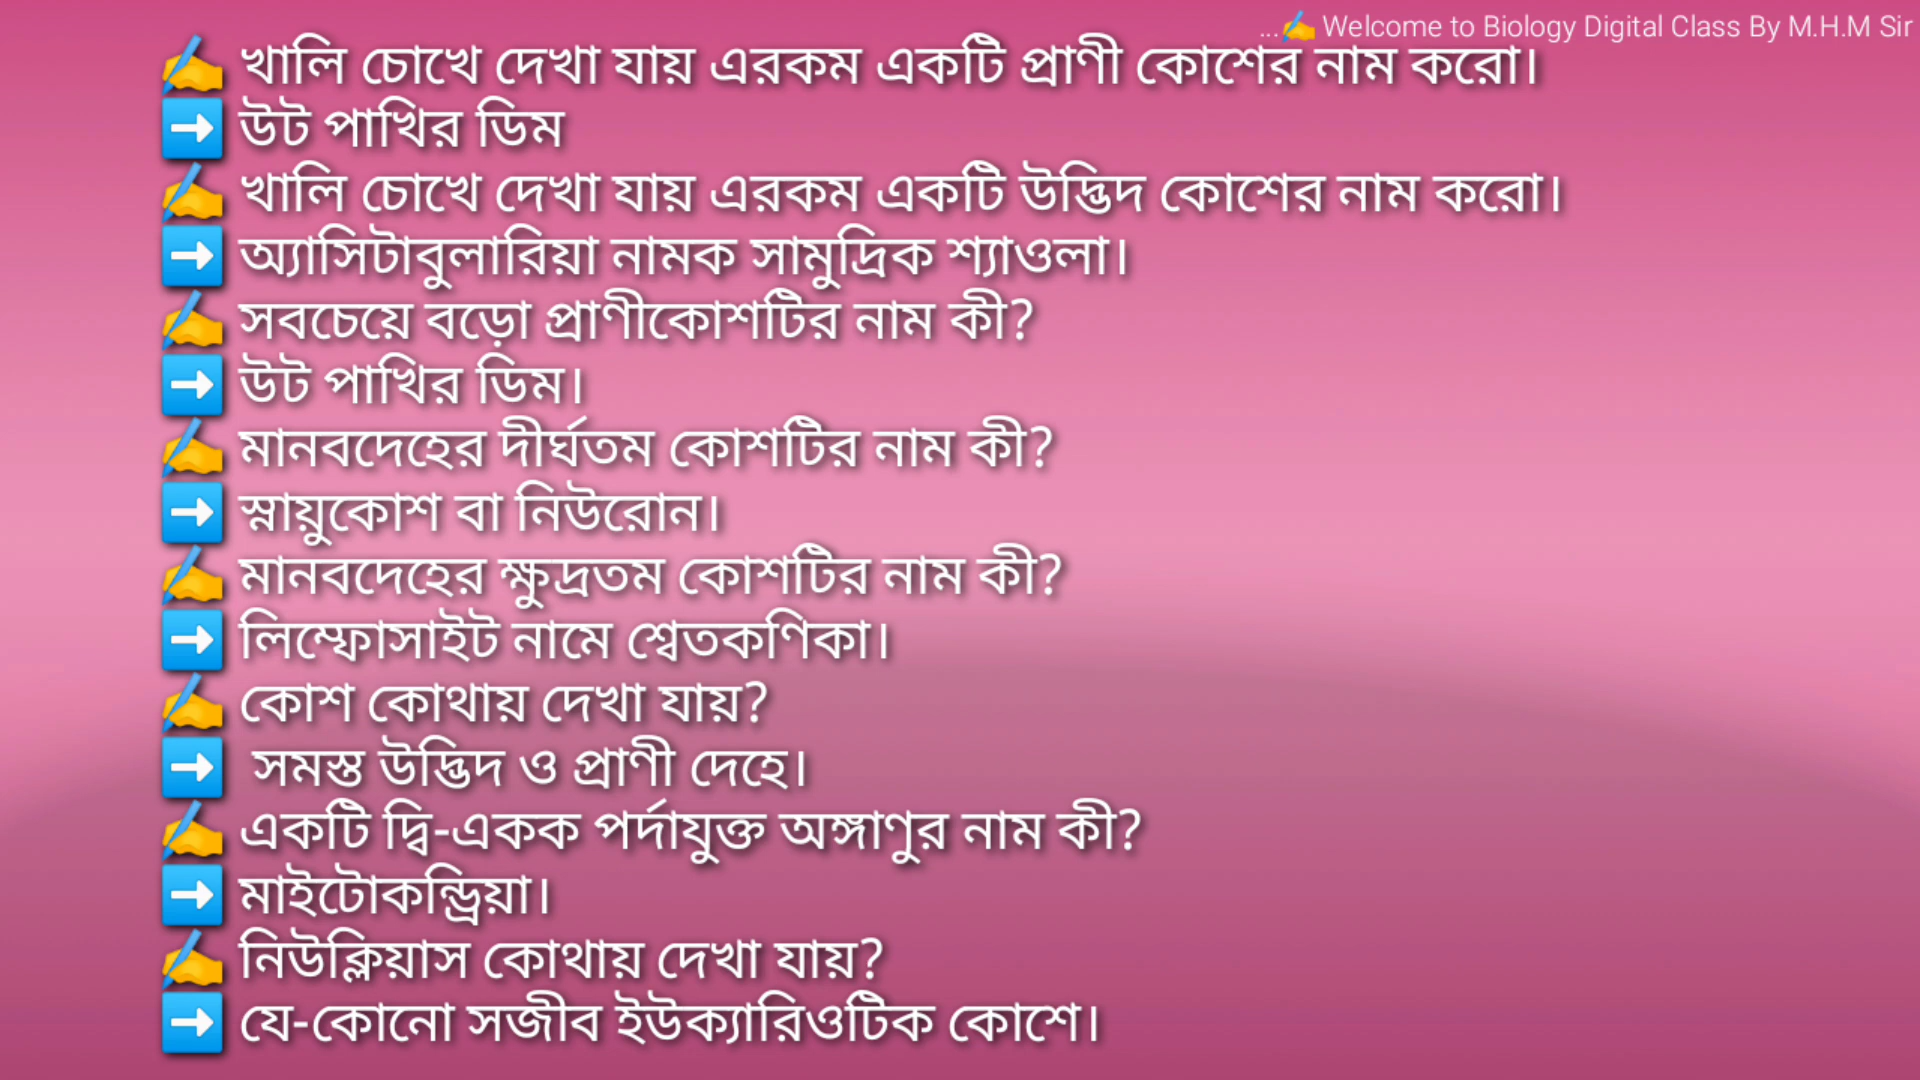 ...✍ Welcome to Biology Digital Class By M.H.M Sir
✍ খালি চোখে দেখা যায় এরকম একটি প্রাণী কোশের নাম করো।
➡ উট পাখির ডিম
✍ খালি চোখে দেখা যায় এরকম একটি উদ্ভিদ কোশের নাম করো।
➡ অ্যাসিটাবুলারিয়া নামক সামুদ্রিক শ্যাওলা।
✍ সবচেয়ে বড়ো প্রাণীকোশটির নাম কী?
➡ উট পাখির ডিম।
✍ মানবদেহের দীর্ঘতম কোশটির নাম কী?
➡ স্নায়ুকোশ বা নিউরোন।
✍ মানবদেহের ক্ষুদ্রতম কোশটির নাম কী?
➡ লিম্ফোসাইট নামে শ্বেতকণিকা।
✍ কোশ কোথায় দেখা যায়?
➡ সমস্ত উদ্ভিদ ও প্রাণী দেহে।
✍ একটি দ্বি-একক পর্দাযুক্ত অঙ্গাণুর নাম কী?
➡ মাইটোকন্ড্রিয়া।
✍ নিউক্লিয়াস কোথায় দেখা যায়?
➡ যে-কোনো সজীব ইউক্যারিওটিক কোশে।